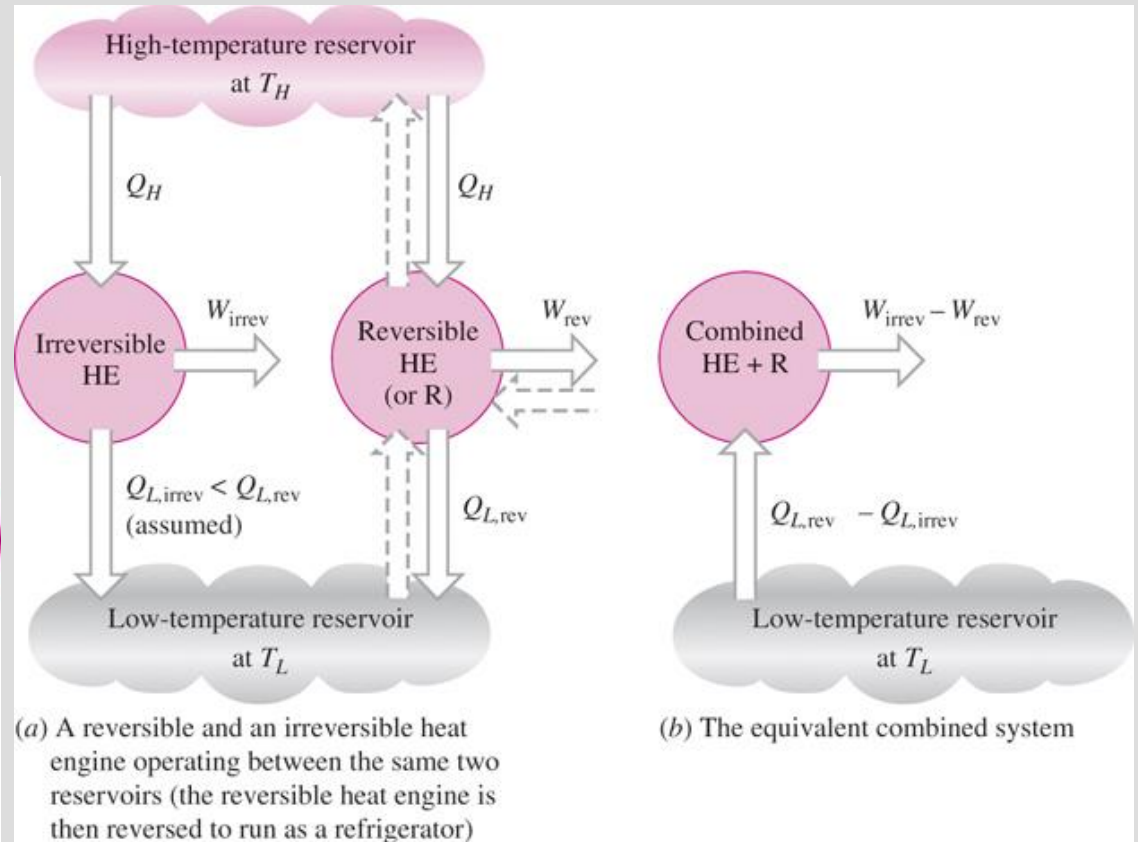 High-temperature reservoir
at T_H
Q_H
Q_H
Irreversible
HE
W_irrev
Reversible
HE
(or R)
W_rev
Combined
HE + R
W_irrev – W_rev
Q_L,irrev < Q_L,rev
(assumed)
Q_L,rev
Q_L,rev – Q_L,irrev
Low-temperature reservoir
at T_L
Low-temperature reservoir
at T_L
(a) A reversible and an irreversible heat
engine operating between the same two
reservoirs (the reversible heat engine is
then reversed to run as a refrigerator)
(b) The equivalent combined system